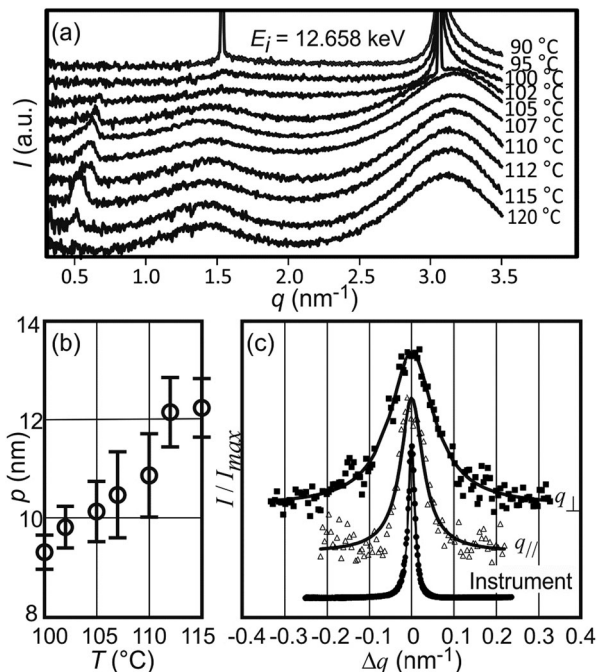 (a)
E_i = 12.658 keV
90 °C
95 °C
100 °C
102 °C
105 °C
107 °C
110 °C
112 °C
115 °C
120 °C
I (a.u.)
0.5 1.0 1.5 2.0 2.5 3.0 3.5
q (nm⁻¹)
(b)
14
12
10
8
p (nm)
100 105 110 115
T (°C)
(c)
I / I_max
q⊥
q//
Instrument
-0.4 -0.3 -0.2 -0.1 0 0.1 0.2 0.3 0.4
Δq (nm⁻¹)